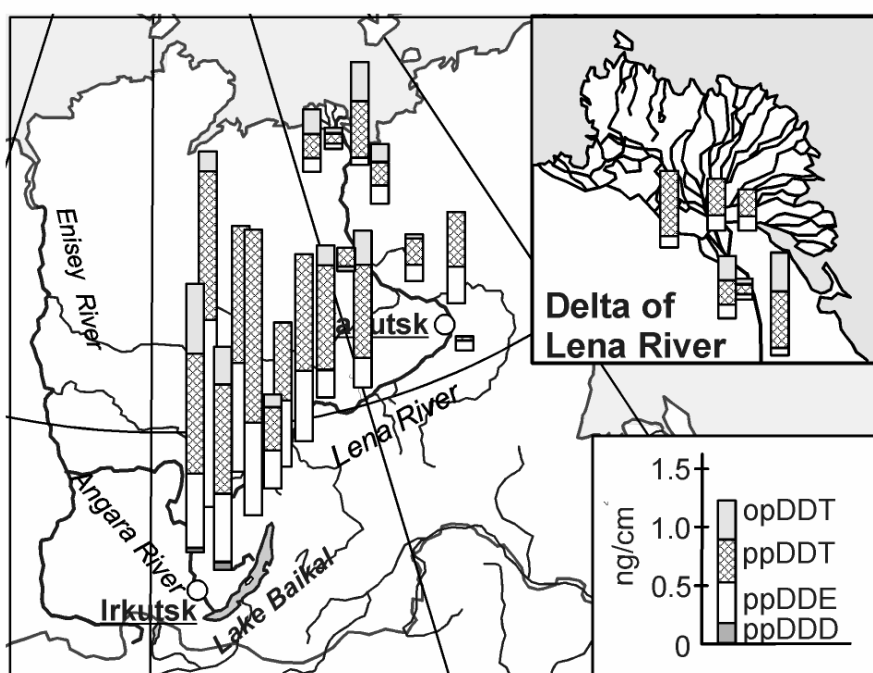 Enisey River
Angara River
Irkutsk
Lake Baikal
Lena River
a utsk
Delta of
Lena River
ng/cm
1.5
1.0
0.5
0
opDDT
ppDDT
ppDDE
ppDDD